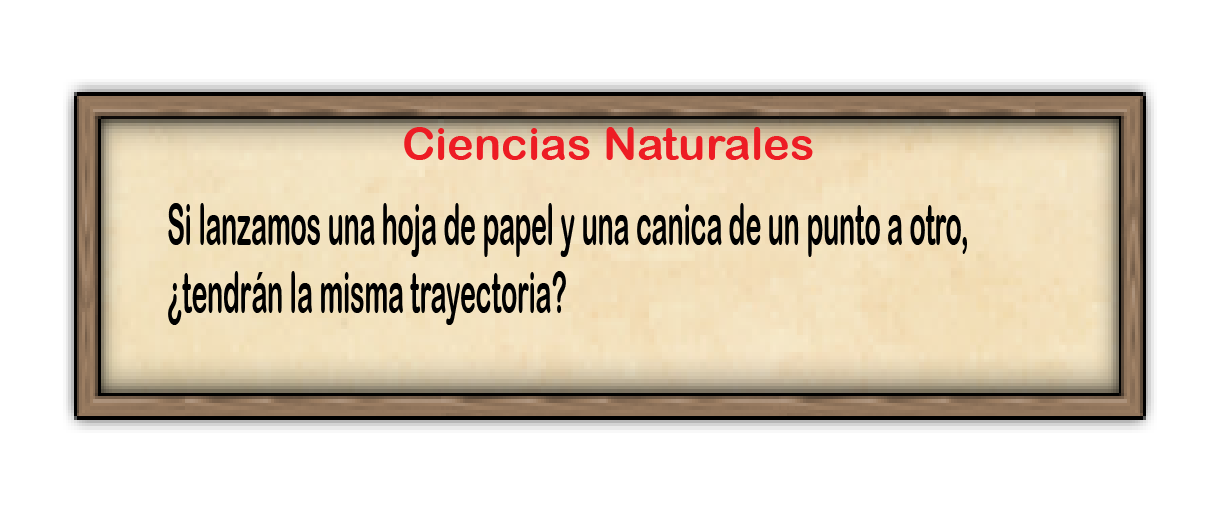 Ciencias Naturales
Si lanzamos una hoja de papel y una canica de un punto a otro,
¿tendrán la misma trayectoria?